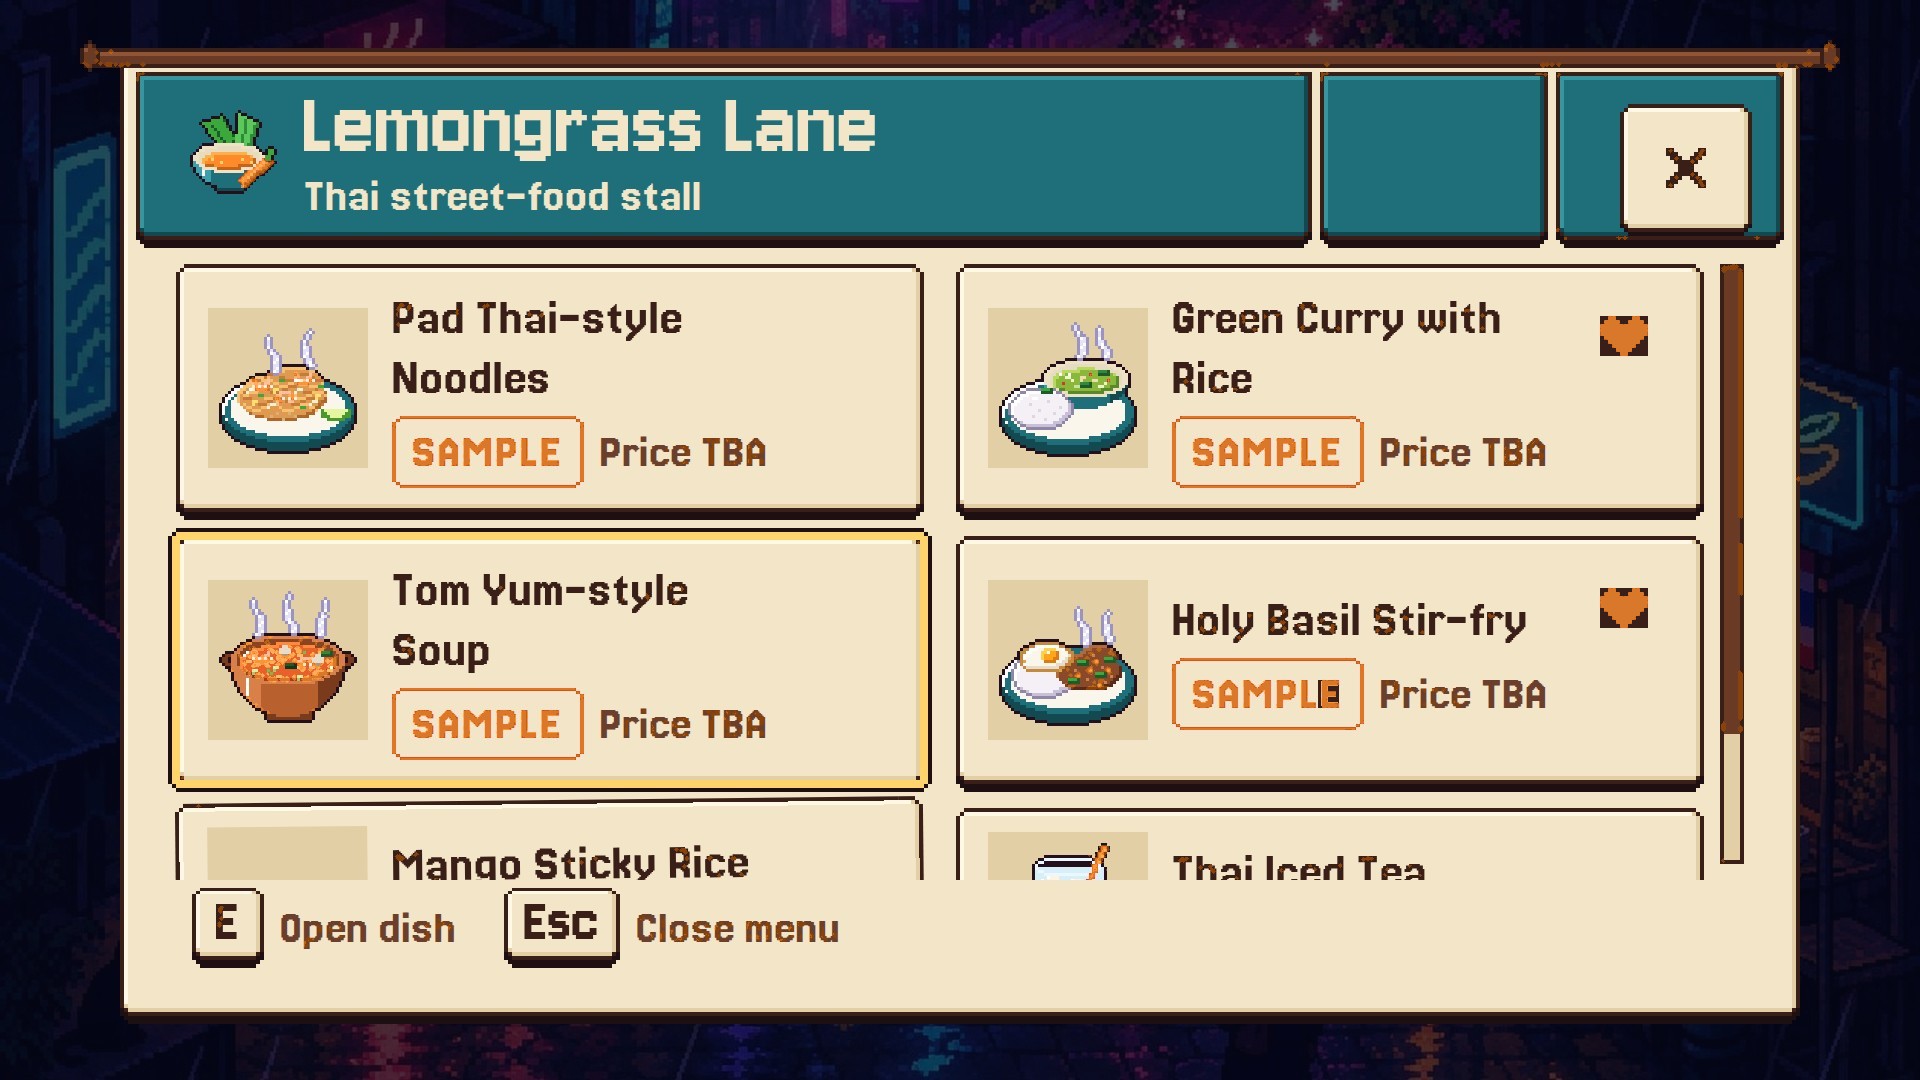 Lemongrass Lane
Thai street-food stall
Pad Thai-style
Noodles
SAMPLE Price TBA
Green Curry with
Rice
SAMPLE Price TBA
Tom Yum-style
Soup
SAMPLE Price TBA
Holy Basil Stir-fry
SAMPLE Price TBA
Mango Sticky Rice
Thai Iced Tea
E Open dish Esc Close menu